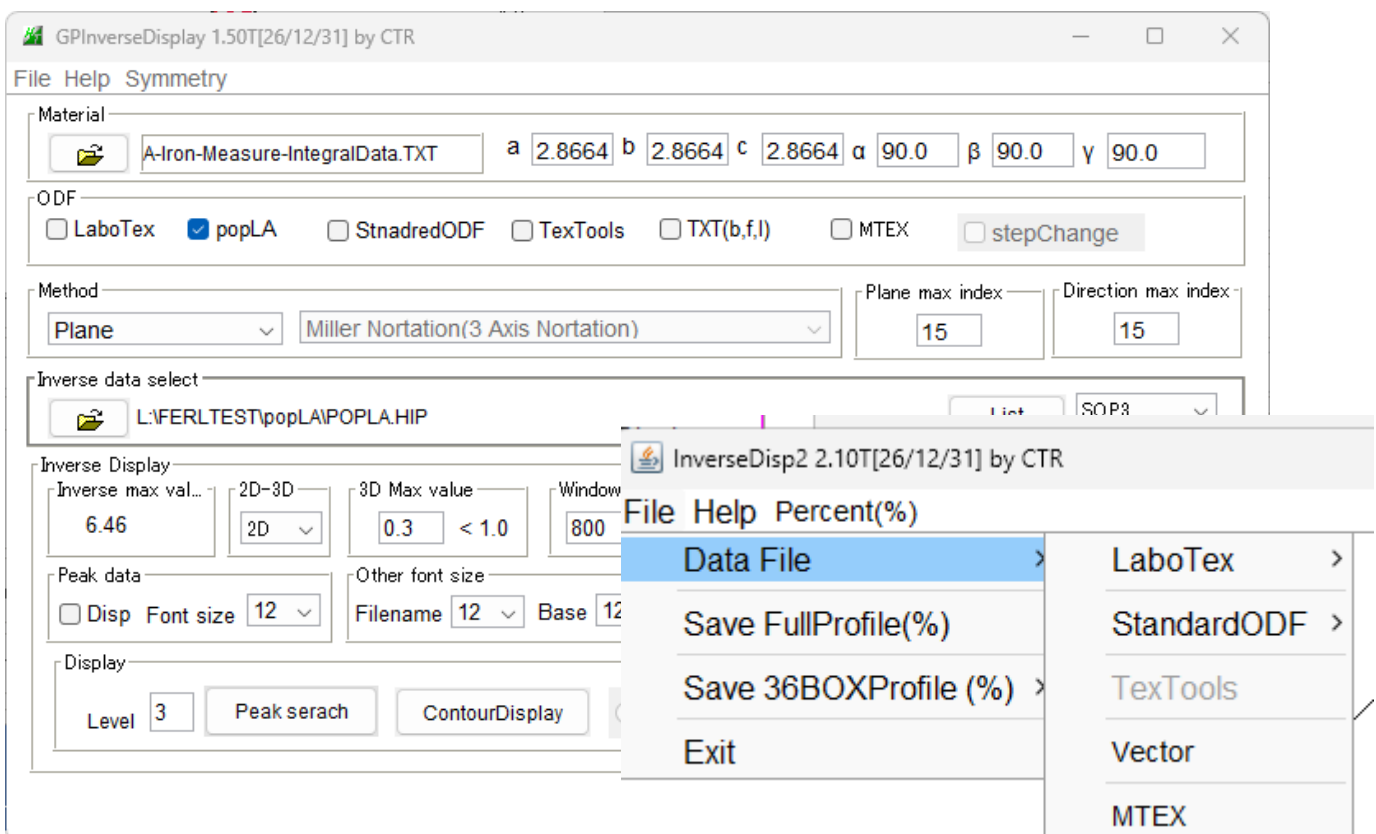 GPInverseDisplay 1.50T[26/12/31] by CTR
File Help Symmetry
Material
A-Iron-Measure-IntegralData.TXT a 2.8664 b 2.8664 c 2.8664 α 90.0 β 90.0 γ 90.0
ODF
LaboTex popLA StnadredODF TexTools TXT(b,f,l) MTEX stepChange
Method Plane max index Direction max index
Plane Miller Nortation(3 Axis Nortation) 15 15
Inverse data select
L:\FERLTEST\popLA\POPLA.HIP List SOP3
Inverse Display
Inverse max val... 2D-3D 3D Max value Window
6.46 2D 0.3 < 1.0 800
Peak data Other font size
Disp Font size 12 Filename 12 Base 12
Display
Level 3 Peak serach ContourDisplay
InverseDisp2 2.10T[26/12/31] by CTR
File Help Percent(%)
Data File LaboTex
Save FullProfile(%) StandardODF
Save 36BOXProfile (%) TexTools
Exit Vector
MTEX